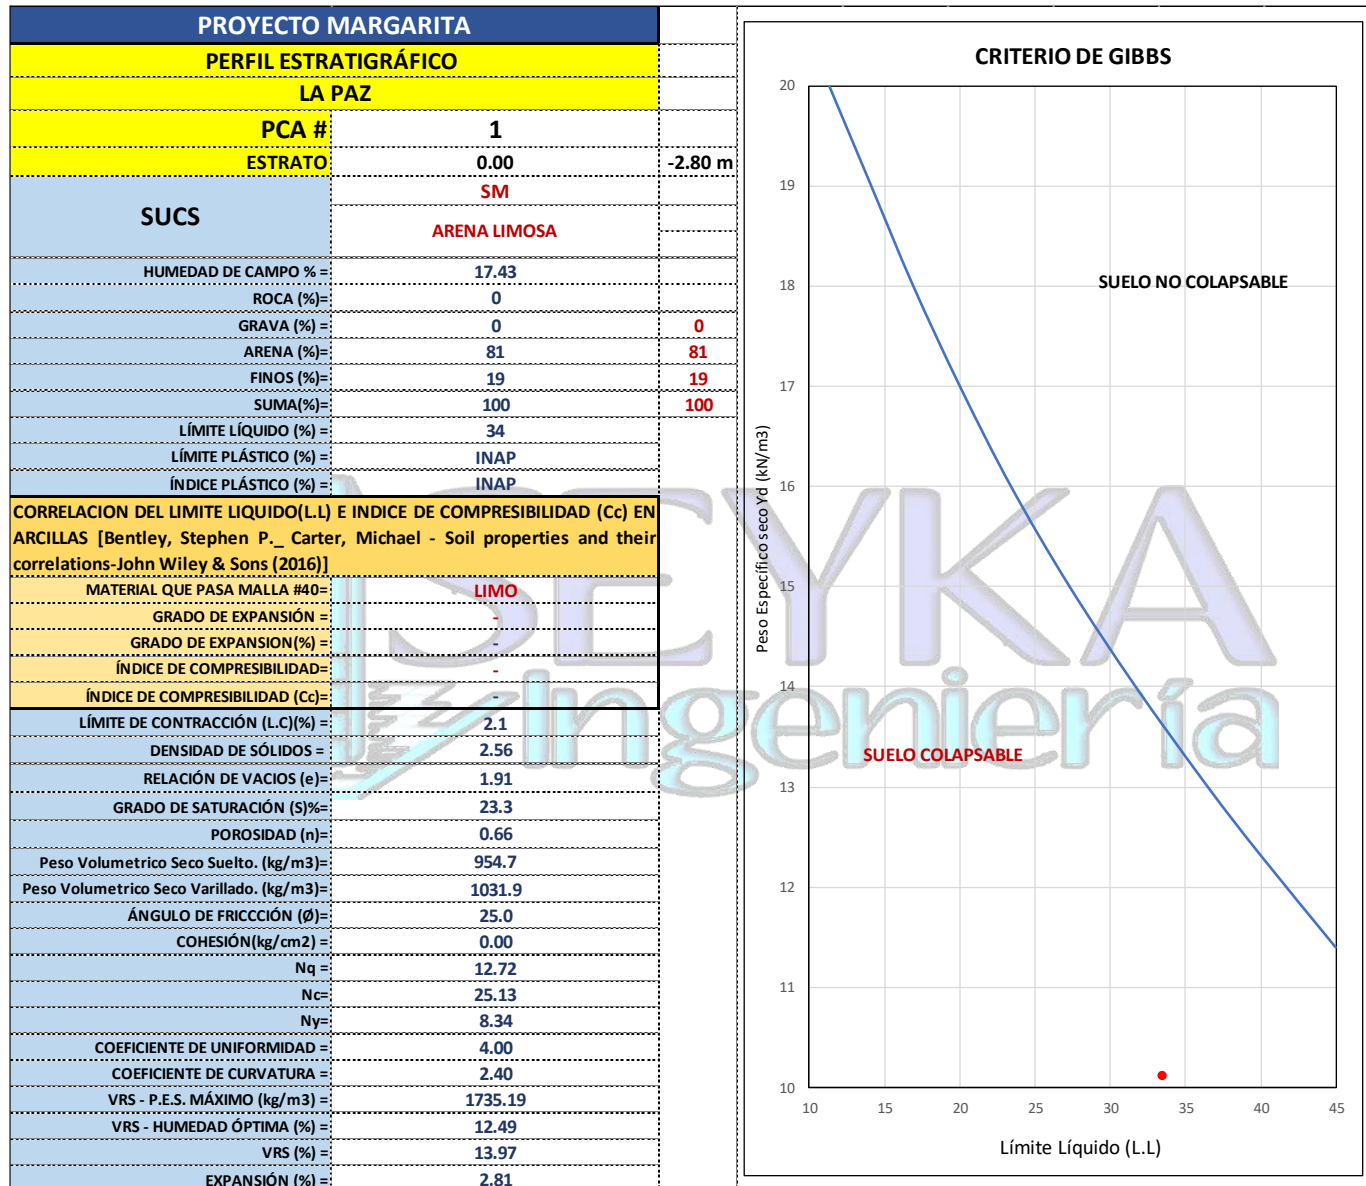 PROYECTO MARGARITA
PERFIL ESTRATIGRÁFICO
LA PAZ
PCA # 1
ESTRATO 0.00 -2.80 m
SUCS SM
ARENA LIMOSA
HUMEDAD DE CAMPO % = 17.43
ROCA (%)= 0
GRAVA (%) = 0 0
ARENA (%)= 81 81
FINOS (%)= 19 19
SUMA(%)= 100 100
LÍMITE LÍQUIDO (%) = 34
LÍMITE PLÁSTICO (%) = INAP
ÍNDICE PLÁSTICO (%) = INAP
CORRELACION DEL LIMITE LIQUIDO(L.L) E INDICE DE COMPRESIBILIDAD (Cc) EN
ARCILLAS [Bentley, Stephen P._ Carter, Michael - Soil properties and their
correlations-John Wiley & Sons (2016)]
MATERIAL QUE PASA MALLA #40= LIMO
GRADO DE EXPANSIÓN = -
GRADO DE EXPANSION(%) = -
ÍNDICE DE COMPRESIBILIDAD= -
ÍNDICE DE COMPRESIBILIDAD (Cc)= -
LÍMITE DE CONTRACCIÓN (L.C)(%) = 2.1
DENSIDAD DE SÓLIDOS = 2.56
RELACIÓN DE VACIOS (e)= 1.91
GRADO DE SATURACIÓN (S)%= 23.3
POROSIDAD (n)= 0.66
Peso Volumetrico Seco Suelto. (kg/m3)= 954.7
Peso Volumetrico Seco Varillado. (kg/m3)= 1031.9
ÁNGULO DE FRICCCIÓN (Ø)= 25.0
COHESIÓN(kg/cm2) = 0.00
Nq = 12.72
Nc= 25.13
Ny= 8.34
COEFICIENTE DE UNIFORMIDAD = 4.00
COEFICIENTE DE CURVATURA = 2.40
VRS - P.E.S. MÁXIMO (kg/m3) = 1735.19
VRS - HUMEDAD ÓPTIMA (%) = 12.49
VRS (%) = 13.97
EXPANSIÓN (%) = 2.81
CRITERIO DE GIBBS
20
19
18
17
16
15
14
13
12
11
10
Peso Específico seco Yd (kN/m3)
SUELO NO COLAPSABLE
SUELO COLAPSABLE
10 15 20 25 30 35 40 45
Límite Líquido (L.L)
SEYKA
Ingeniería